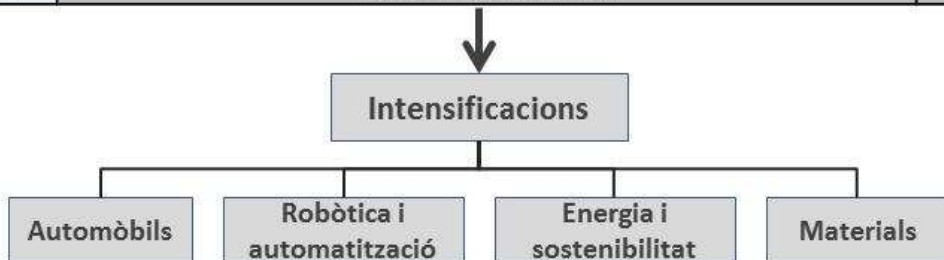 Intensificacions
Automòbils
Robòtica i
automatització
Energia i
sostenibilitat
Materials